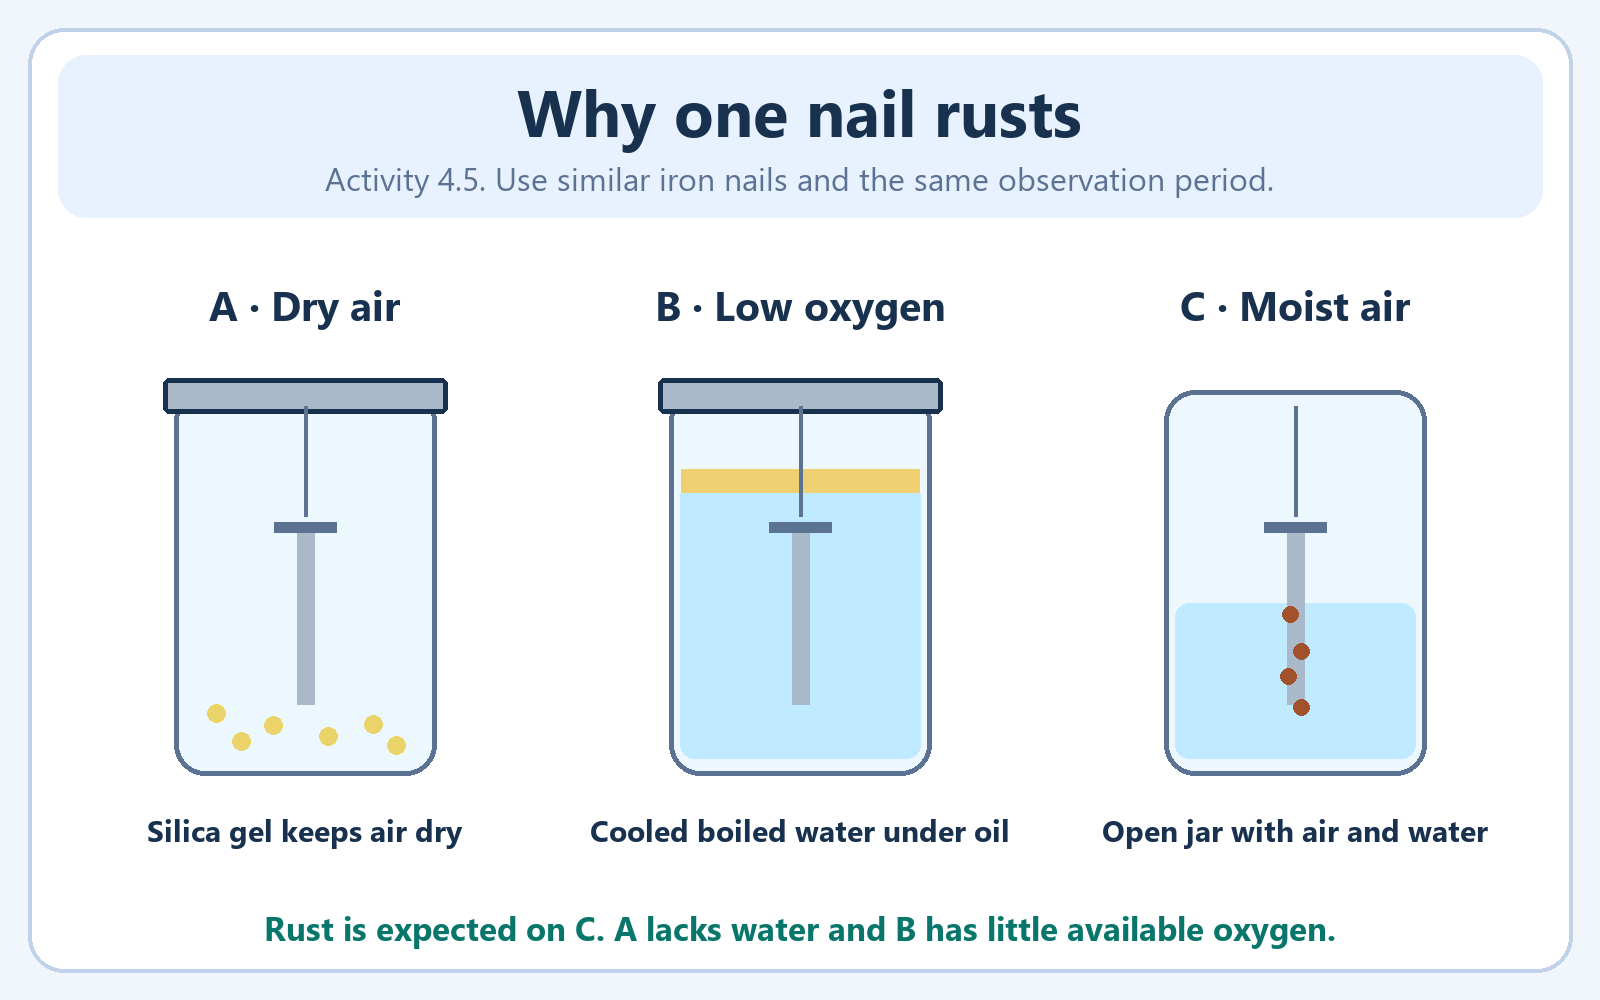 Why one nail rusts
Activity 4.5. Use similar iron nails and the same observation period.
A · Dry air
B · Low oxygen
C · Moist air
Silica gel keeps air dry
Cooled boiled water under oil
Open jar with air and water
Rust is expected on C. A lacks water and B has little available oxygen.